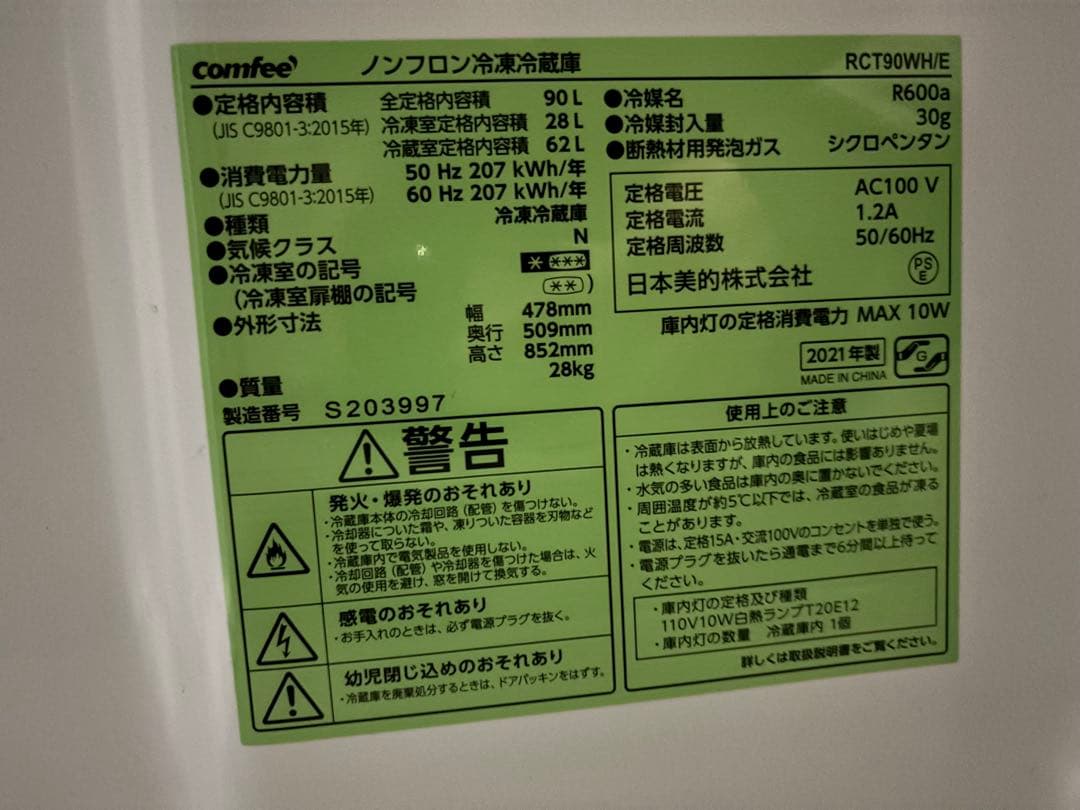 comfee'
ノンフロン冷凍冷蔵庫
RCT90WH/E
●定格内容積 全定格内容積 90 L
(JIS C9801-3:2015年) 冷凍室定格内容積 28 L
冷蔵室定格内容積 62 L
●消費電力量 50 Hz 207 kWh/年
(JIS C9801-3:2015年) 60 Hz 207 kWh/年
●種類 冷凍冷蔵庫
●気候クラス N
●冷凍室の記号 * ***
(冷凍室扉棚の記号 ** )
●外形寸法 幅 478mm
奥行 509mm
高さ 852mm
●質量 28kg
製造番号 S203997
●冷媒名 R600a
●冷媒封入量 30g
●断熱材用発泡ガス シクロペンタン
定格電圧 AC100 V
定格電流 1.2A
定格周波数 50/60Hz
日本美的株式会社
PS
E
庫内灯の定格消費電力 MAX 10W
2021年製
G
MADE IN CHINA
警告
発火・爆発のおそれあり
・冷蔵庫本体の冷却回路(配管)を傷つけない。
・冷却器についた霜や、凍りついた容器を刃物など
を使って取らない。
・冷蔵庫内で電気製品を使用しない。
・冷却回路(配管)や冷却器を傷つけた場合は、火
気の使用を避け、窓を開けて換気する。
感電のおそれあり
・お手入れのときは、必ず電源プラグを抜く。
幼児閉じ込めのおそれあり
・冷蔵庫を廃棄処分するときは、ドアパッキンをはずす。
使用上のご注意
・冷蔵庫は表面から放熱しています。使いはじめや夏場
は熱くなりますが、庫内の食品には影響ありません。
・水気の多い食品は庫内の奥に置かないでください。
・周囲温度が約5℃以下では、冷蔵室の食品が凍る
ことがあります。
・電源は、定格15A・交流100Vのコンセントを単独で使う。
・電源プラグを抜いたら通電まで6分間以上待って
ください。
・庫内灯の定格及び種類
110V10W白熱ランプT20E12
・庫内灯の数量 冷蔵庫内 1個
詳しくは取扱説明書をご覧ください。